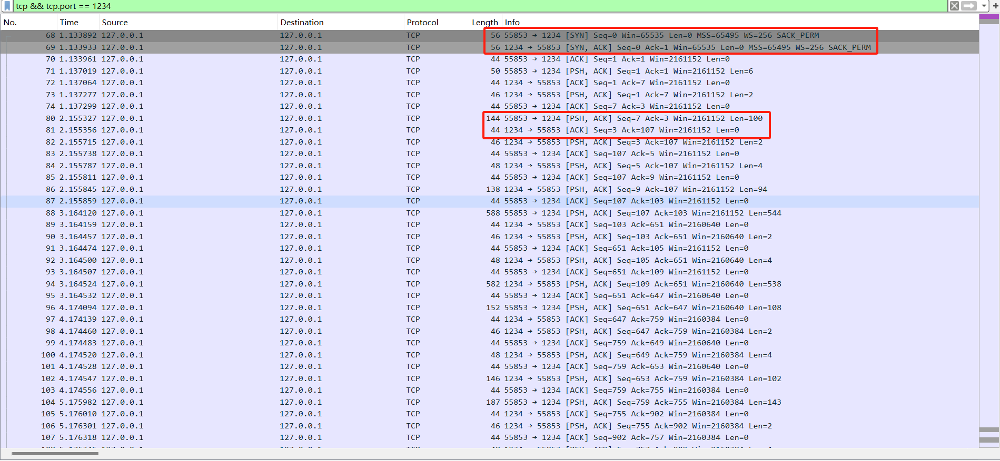 tcp && tcp.port == 1234
No. Time Source Destination Protocol Length Info
68 1.133892 127.0.0.1 127.0.0.1 TCP 56 55853 → 1234 [SYN] Seq=0 Win=65535 Len=0 MSS=65495 WS=256 SACK_PERM
69 1.133933 127.0.0.1 127.0.0.1 TCP 56 1234 → 55853 [SYN, ACK] Seq=0 Ack=1 Win=65535 Len=0 MSS=65495 WS=256 SACK_PERM
70 1.133961 127.0.0.1 127.0.0.1 TCP 44 55853 → 1234 [ACK] Seq=1 Ack=1 Win=2161152 Len=0
71 1.137019 127.0.0.1 127.0.0.1 TCP 50 55853 → 1234 [PSH, ACK] Seq=1 Ack=1 Win=2161152 Len=6
72 1.137064 127.0.0.1 127.0.0.1 TCP 44 1234 → 55853 [ACK] Seq=1 Ack=7 Win=2161152 Len=0
73 1.137277 127.0.0.1 127.0.0.1 TCP 46 1234 → 55853 [PSH, ACK] Seq=1 Ack=7 Win=2161152 Len=2
74 1.137299 127.0.0.1 127.0.0.1 TCP 44 55853 → 1234 [ACK] Seq=7 Ack=3 Win=2161152 Len=0
80 2.155327 127.0.0.1 127.0.0.1 TCP 144 55853 → 1234 [PSH, ACK] Seq=7 Ack=3 Win=2161152 Len=100
81 2.155356 127.0.0.1 127.0.0.1 TCP 44 1234 → 55853 [ACK] Seq=3 Ack=107 Win=2161152 Len=0
82 2.155715 127.0.0.1 127.0.0.1 TCP 46 1234 → 55853 [PSH, ACK] Seq=3 Ack=107 Win=2161152 Len=2
83 2.155738 127.0.0.1 127.0.0.1 TCP 44 55853 → 1234 [ACK] Seq=107 Ack=5 Win=2161152 Len=0
84 2.155787 127.0.0.1 127.0.0.1 TCP 48 1234 → 55853 [PSH, ACK] Seq=5 Ack=107 Win=2161152 Len=4
85 2.155811 127.0.0.1 127.0.0.1 TCP 44 55853 → 1234 [ACK] Seq=107 Ack=9 Win=2161152 Len=0
86 2.155845 127.0.0.1 127.0.0.1 TCP 138 1234 → 55853 [PSH, ACK] Seq=9 Ack=107 Win=2161152 Len=94
87 2.155859 127.0.0.1 127.0.0.1 TCP 44 55853 → 1234 [ACK] Seq=107 Ack=103 Win=2161152 Len=0
88 3.164120 127.0.0.1 127.0.0.1 TCP 588 55853 → 1234 [PSH, ACK] Seq=107 Ack=103 Win=2161152 Len=544
89 3.164159 127.0.0.1 127.0.0.1 TCP 44 1234 → 55853 [ACK] Seq=103 Ack=651 Win=2160640 Len=0
90 3.164457 127.0.0.1 127.0.0.1 TCP 46 1234 → 55853 [PSH, ACK] Seq=103 Ack=651 Win=2160640 Len=2
91 3.164474 127.0.0.1 127.0.0.1 TCP 44 55853 → 1234 [ACK] Seq=651 Ack=105 Win=2161152 Len=0
92 3.164500 127.0.0.1 127.0.0.1 TCP 48 1234 → 55853 [PSH, ACK] Seq=105 Ack=651 Win=2160640 Len=4
93 3.164507 127.0.0.1 127.0.0.1 TCP 44 55853 → 1234 [ACK] Seq=651 Ack=109 Win=2161152 Len=0
94 3.164524 127.0.0.1 127.0.0.1 TCP 582 1234 → 55853 [PSH, ACK] Seq=109 Ack=651 Win=2160640 Len=538
95 3.164532 127.0.0.1 127.0.0.1 TCP 44 55853 → 1234 [ACK] Seq=651 Ack=647 Win=2160640 Len=0
96 4.174094 127.0.0.1 127.0.0.1 TCP 152 55853 → 1234 [PSH, ACK] Seq=651 Ack=647 Win=2160640 Len=108
97 4.174139 127.0.0.1 127.0.0.1 TCP 44 1234 → 55853 [ACK] Seq=647 Ack=759 Win=2160384 Len=0
98 4.174460 127.0.0.1 127.0.0.1 TCP 46 1234 → 55853 [PSH, ACK] Seq=647 Ack=759 Win=2160384 Len=2
99 4.174483 127.0.0.1 127.0.0.1 TCP 44 55853 → 1234 [ACK] Seq=759 Ack=649 Win=2160640 Len=0
100 4.174520 127.0.0.1 127.0.0.1 TCP 48 1234 → 55853 [PSH, ACK] Seq=649 Ack=759 Win=2160384 Len=4
101 4.174528 127.0.0.1 127.0.0.1 TCP 44 55853 → 1234 [ACK] Seq=759 Ack=653 Win=2160640 Len=0
102 4.174547 127.0.0.1 127.0.0.1 TCP 146 1234 → 55853 [PSH, ACK] Seq=653 Ack=759 Win=2160384 Len=102
103 4.174556 127.0.0.1 127.0.0.1 TCP 44 55853 → 1234 [ACK] Seq=759 Ack=755 Win=2160384 Len=0
104 5.175982 127.0.0.1 127.0.0.1 TCP 187 55853 → 1234 [PSH, ACK] Seq=759 Ack=755 Win=2160384 Len=143
105 5.176010 127.0.0.1 127.0.0.1 TCP 44 1234 → 55853 [ACK] Seq=755 Ack=902 Win=2160384 Len=0
106 5.176301 127.0.0.1 127.0.0.1 TCP 46 1234 → 55853 [PSH, ACK] Seq=755 Ack=902 Win=2160384 Len=2
107 5.176318 127.0.0.1 127.0.0.1 TCP 44 55853 → 1234 [ACK] Seq=902 Ack=757 Win=2160384 Len=0